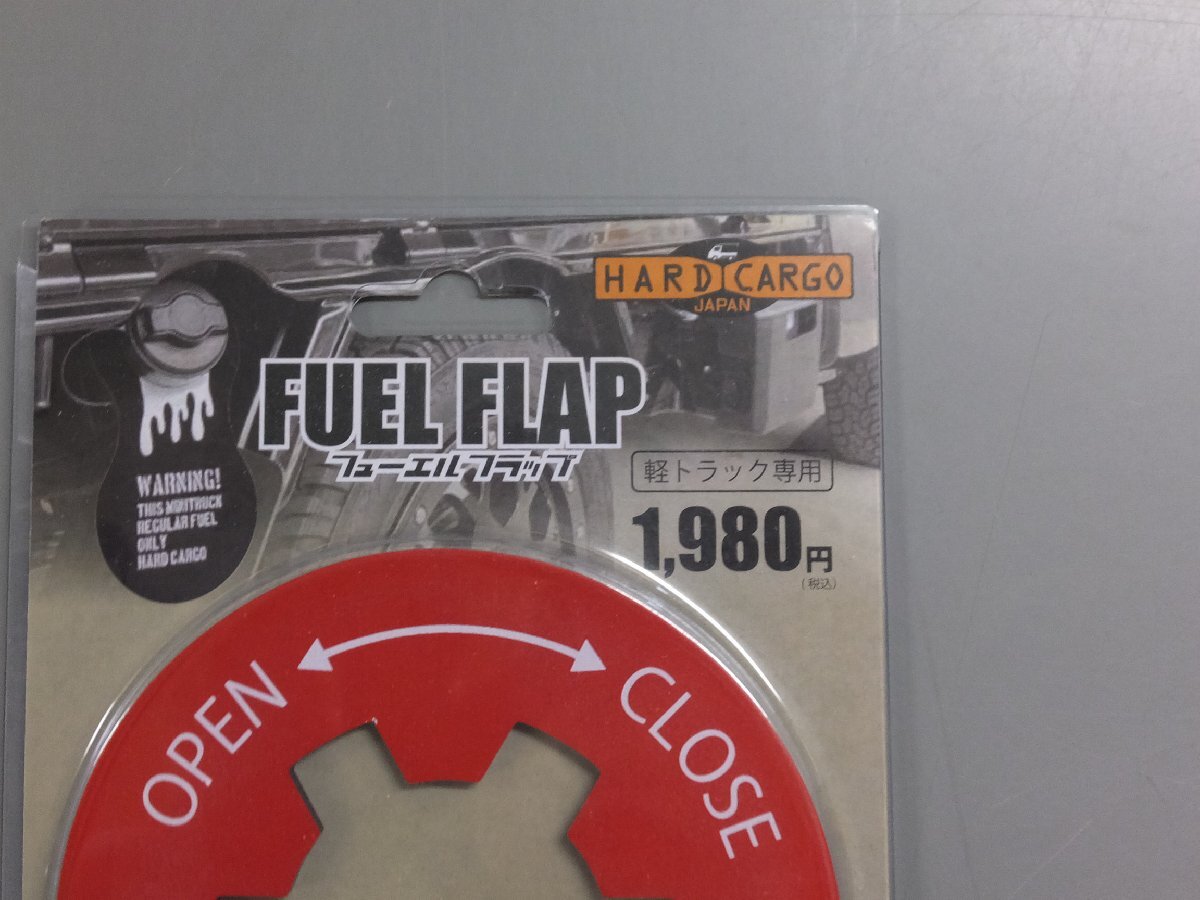 HARD CARGO
JAPAN
FUEL FLAP
フューエルフラップ
軽トラック専用
1,980円
(税込)
WARNING!
THIS MINITRUCK
REGULAR FUEL
ONLY
HARD CARGO
OPEN
CLOSE